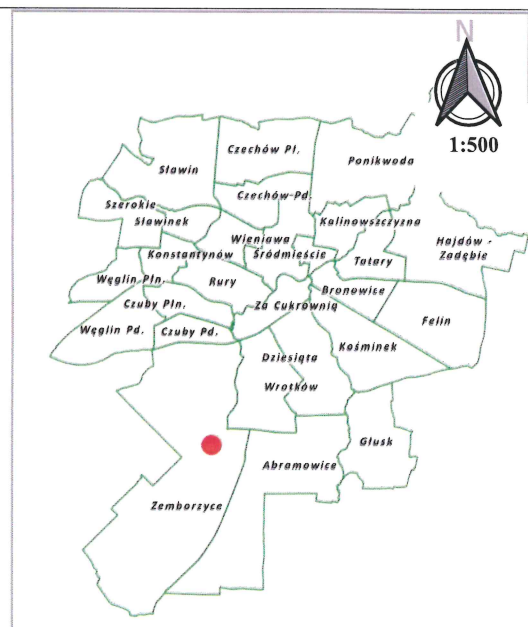 N
1:500
Czechów Pł.
Sławin
Ponikwoda
Czechów Pd.
Szerokie
Sławinek
Kalinowszczyzna
Wieniawa
Śródmieście
Hajdów -
Zadębie
Konstantynów
Tatary
Węglin Płn.
Rury
Bronowice
Czuby Płn.
Za Cukrownią
Felin
Węglin Pd.
Czuby Pd.
Kośminek
Dziesiąta
Wrotków
Głusk
Abramowice
Zemborzyce